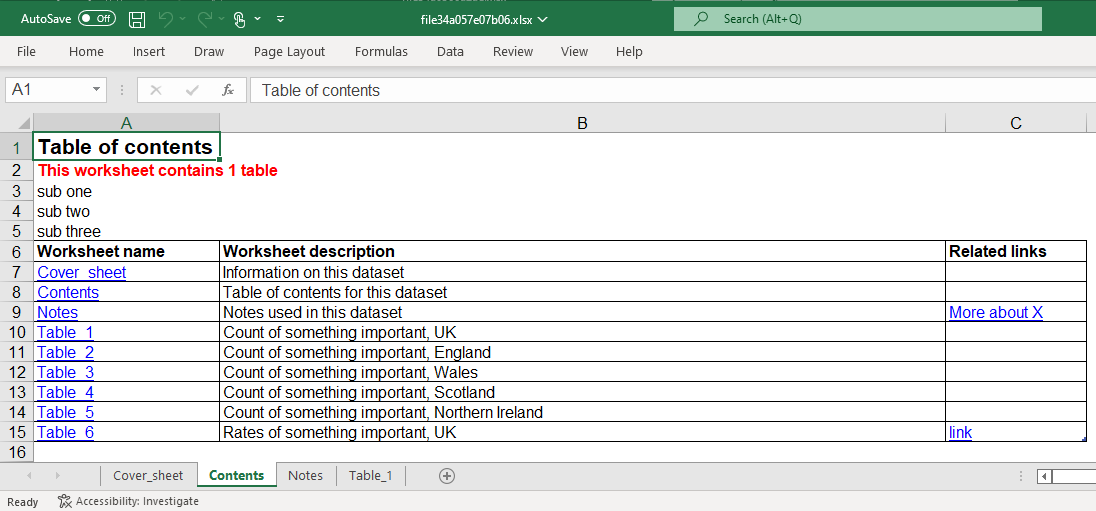 AutoSave Off file34a057e07b06.xlsx Search (Alt+Q)
File Home Insert Draw Page Layout Formulas Data Review View Help
A1 fx Table of contents
A B C
1 Table of contents
2 This worksheet contains 1 table
3 sub one
4 sub two
5 sub three
6 Worksheet name Worksheet description Related links
7 Cover_sheet Information on this dataset
8 Contents Table of contents for this dataset
9 Notes Notes used in this dataset More about X
10 Table_1 Count of something important, UK
11 Table_2 Count of something important, England
12 Table_3 Count of something important, Wales
13 Table_4 Count of something important, Scotland
14 Table_5 Count of something important, Northern Ireland
15 Table_6 Rates of something important, UK link
16
Cover_sheet Contents Notes Table_1
Ready Accessibility: Investigate